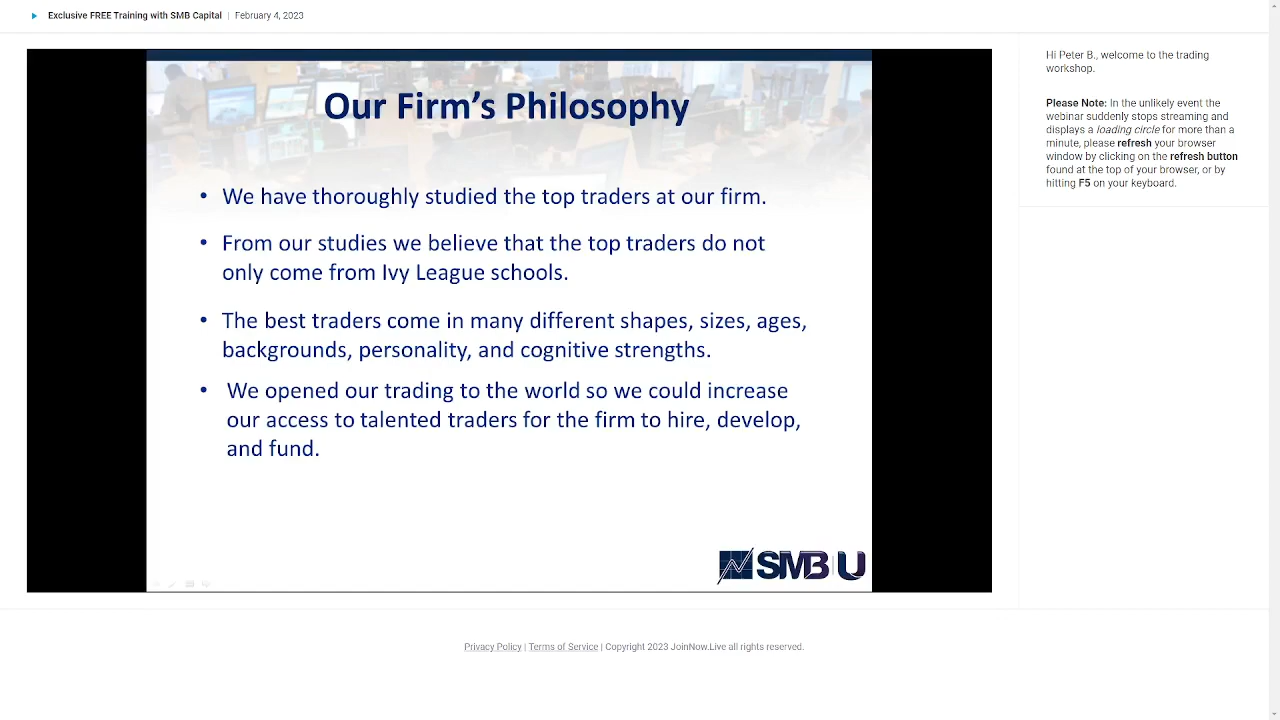 Exclusive FREE Training with SMB Capital | February 4, 2023
Our Firm's Philosophy
• We have thoroughly studied the top traders at our firm.
• From our studies we believe that the top traders do not
only come from Ivy League schools.
• The best traders come in many different shapes, sizes, ages,
backgrounds, personality, and cognitive strengths.
• We opened our trading to the world so we could increase
our access to talented traders for the firm to hire, develop,
and fund.
SMB U
Hi Peter B., welcome to the trading
workshop.
Please Note: In the unlikely event the
webinar suddenly stops streaming and
displays a loading circle for more than a
minute, please refresh your browser
window by clicking on the refresh button
found at the top of your browser, or by
hitting F5 on your keyboard.
Privacy Policy | Terms of Service | Copyright 2023 JoinNow.Live all rights reserved.